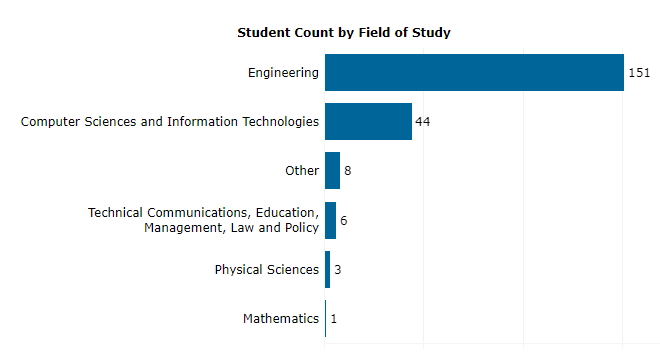 Student Count by Field of Study
Engineering 151
Computer Sciences and Information Technologies 44
Other 8
Technical Communications, Education,
Management, Law and Policy 6
Physical Sciences 3
Mathematics 1